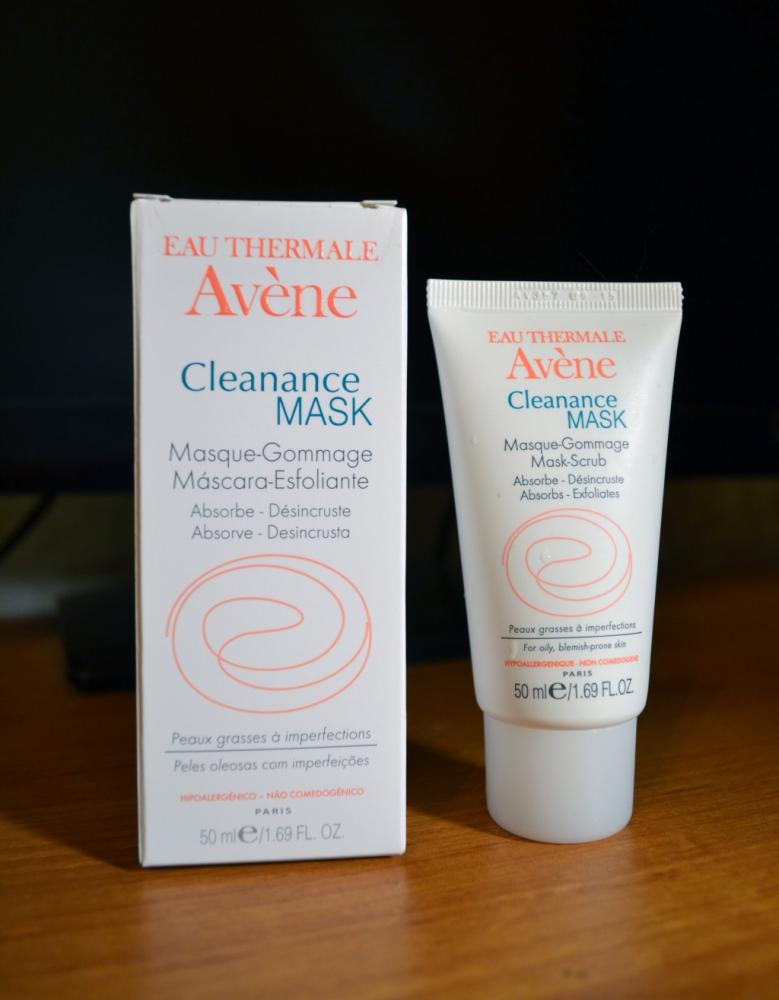 EAU THERMALE
Avène
Cleanance
MASK
Masque-Gommage
Máscara-Esfoliante
Absorbe - Désincruste
Absorve - Desincrusta
Peaux grasses à imperfections
Peles oleosas com imperfeições
HIPOALERGÉNICO - NÃO COMEDOGÉNICO
PARIS
50 ml e/1.69 FL. OZ.
EAU THERMALE
Avène
Cleanance
MASK
Masque-Gommage
Mask-Scrub
Absorbe - Désincruste
Absorbs - Exfoliates
Peaux grasses à imperfections
For oily, blemish-prone skin
HYPOALLERGENIQUE - NON COMEDOGENE
PARIS
50 ml e/1.69 FL.OZ.